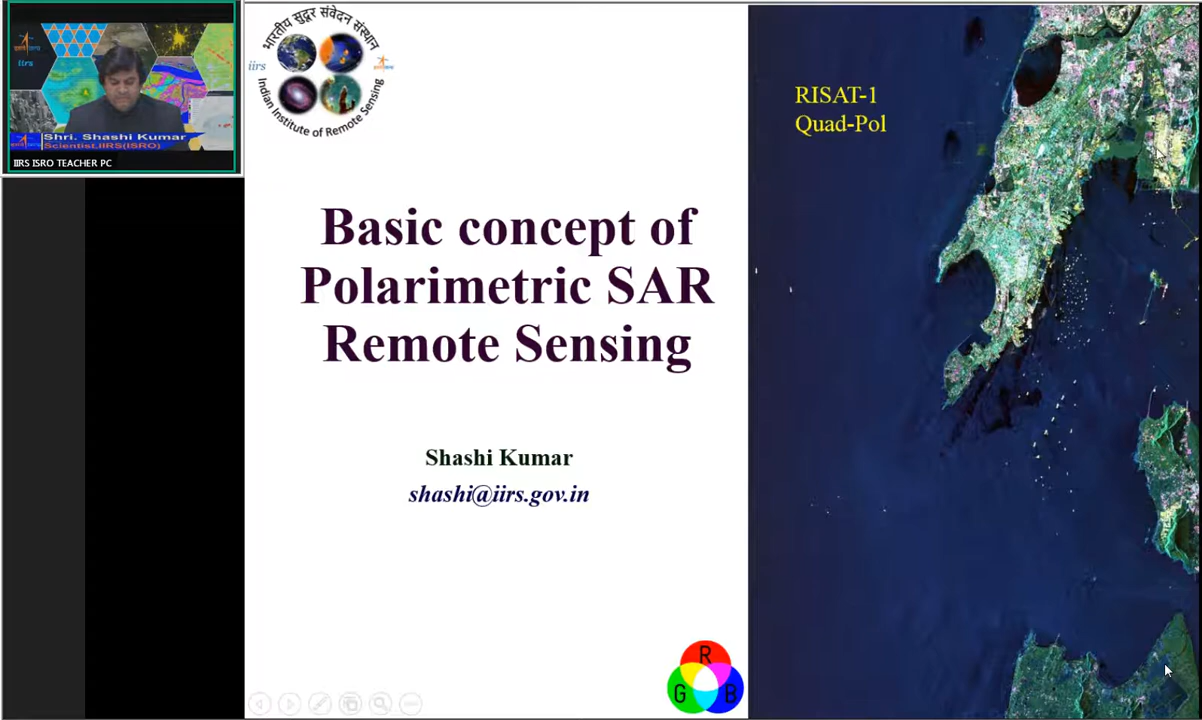 iirs
Shri. Shashi Kumar
Scientist,IIRS(ISRO)
IIRS ISRO TEACHER PC
भारतीय सुदूर संवेदन संस्थान
iirs
Indian Institute of Remote Sensing
RISAT-1
Quad-Pol
Basic concept of
Polarimetric SAR
Remote Sensing
Shashi Kumar
shashi@iirs.gov.in
R
G B